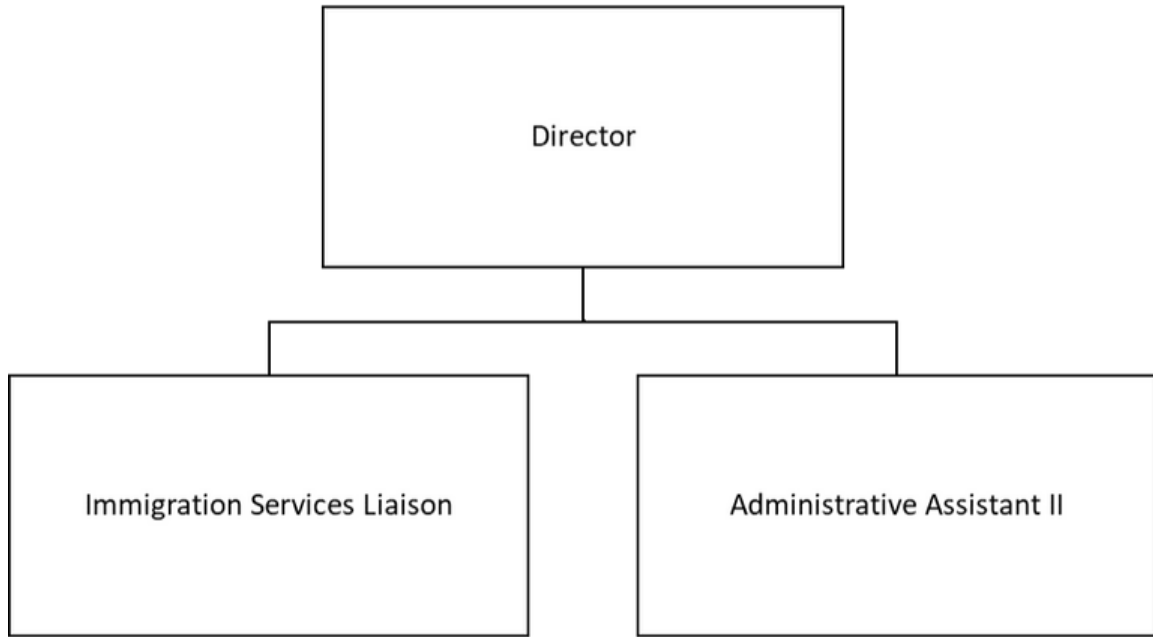 Director
Immigration Services Liaison
Administrative Assistant II